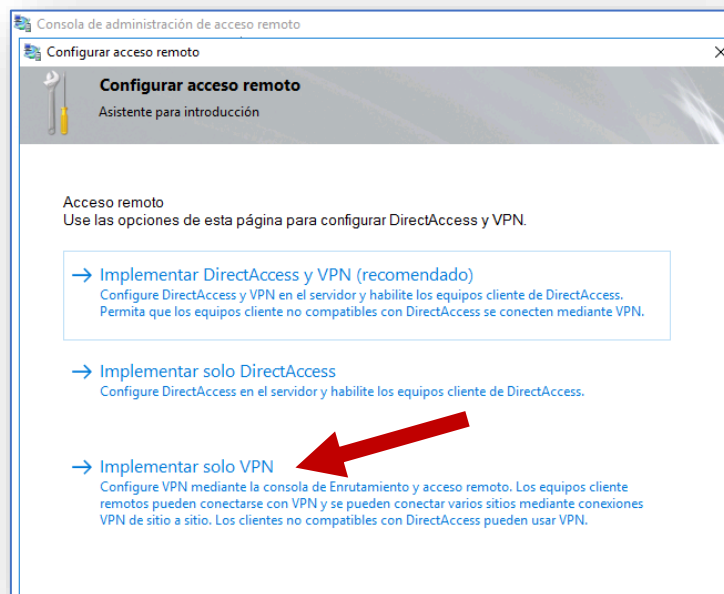 Consola de administración de acceso remoto
Configurar acceso remoto
Configurar acceso remoto
Asistente para introducción
Acceso remoto
Use las opciones de esta página para configurar DirectAccess y VPN.
Implementar DirectAccess y VPN (recomendado)
Configure DirectAccess y VPN en el servidor y habilite los equipos cliente de DirectAccess.
Permita que los equipos cliente no compatibles con DirectAccess se conecten mediante VPN.
Implementar solo DirectAccess
Configure DirectAccess en el servidor y habilite los equipos cliente de DirectAccess.
Implementar solo VPN
Configure VPN mediante la consola de Enrutamiento y acceso remoto. Los equipos cliente
remotos pueden conectarse con VPN y se pueden conectar varios sitios mediante conexiones
VPN de sitio a sitio. Los clientes no compatibles con DirectAccess pueden usar VPN.